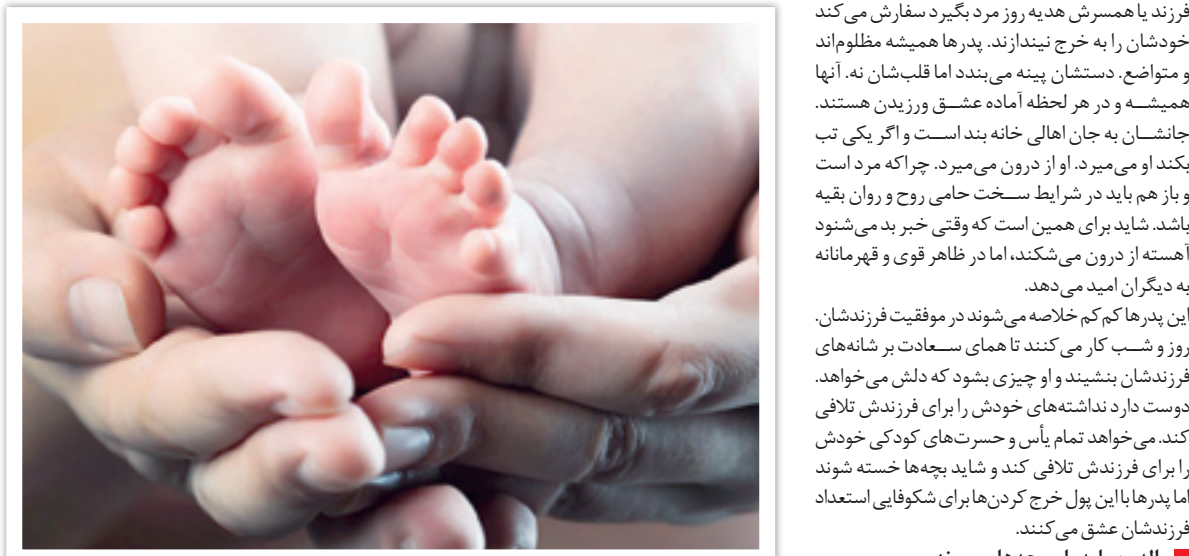 فرزند یا همسرش هدیه روز مرد بگیرد سفارش می‌کند
خودشان را به خرج نیندازند. پدرها همیشه مظلوم‌اند
و متواضع. دستشان پینه می‌بندد اما قلب‌شان نه. آنها
همیشــه و در هر لحظه آماده عشــق ورزیدن هستند.
جانشــان به جان اهالی خانه بند اســت و اگر یکی تب
بکند او می‌میرد. او از درون می‌میرد. چراکه مرد است
و باز هم باید در شرایط ســخت حامی روح و روان بقیه
باشد. شاید برای همین است که وقتی خبر بد می‌شنود
آهسته از درون می‌شکند، اما در ظاهر قوی و قهرمانانه
به دیگران امید می‌دهد.
این پدرها کم‌کم خلاصه می‌شوند در موفقیت فرزندشان.
روز و شــب کار می‌کنند تا همای ســعادت بر شانه‌های
فرزندشان بنشیند و او چیزی بشود که دلش می‌خواهد.
دوست دارد نداشته‌های خودش را برای فرزندش تلافی
کند. می‌خواهد تمام یأس و حسرت‌های کودکی خودش
را برای فرزندش تلافی کند و شاید بچه‌ها خسته شوند
اما پدرها با این پول خرج کردن‌ها برای شکوفایی استعداد
فرزندشان عشق می‌کنند.